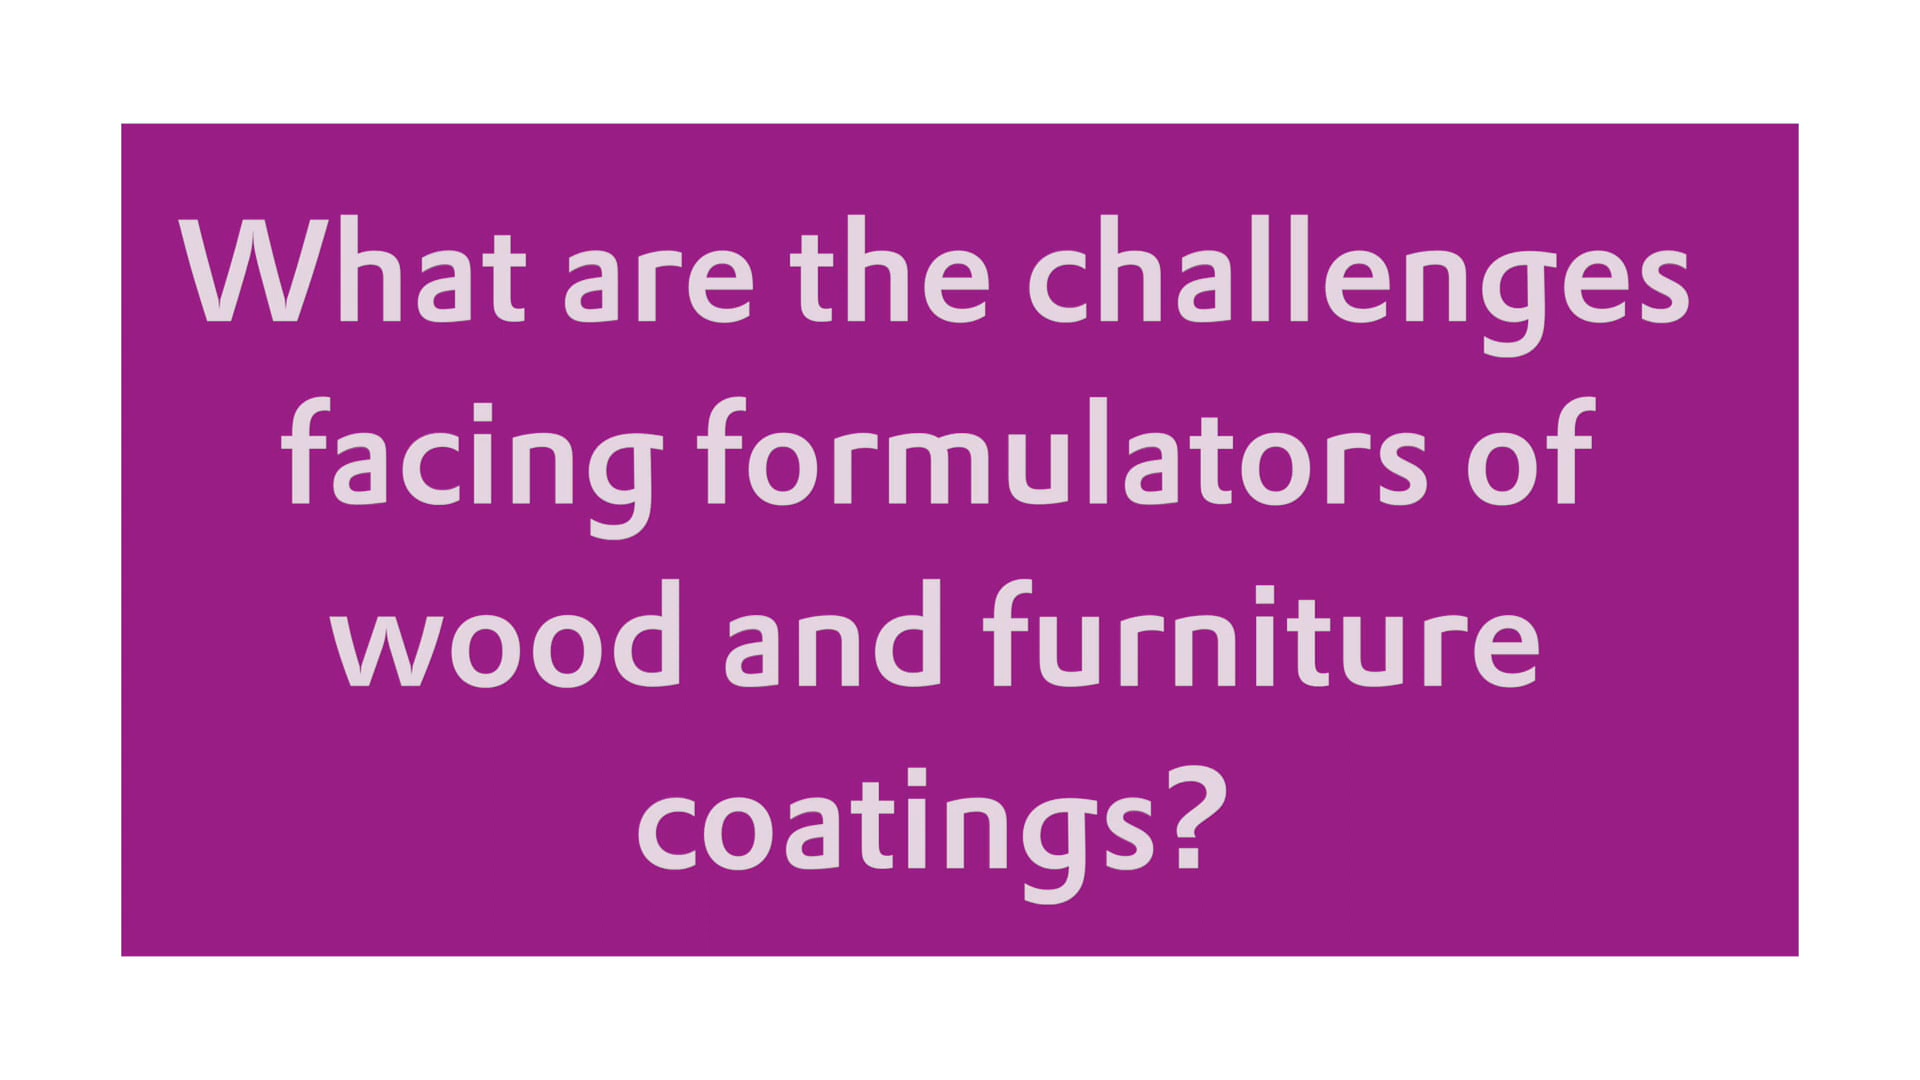 What are the challenges
facing formulators of
wood and furniture
coatings?